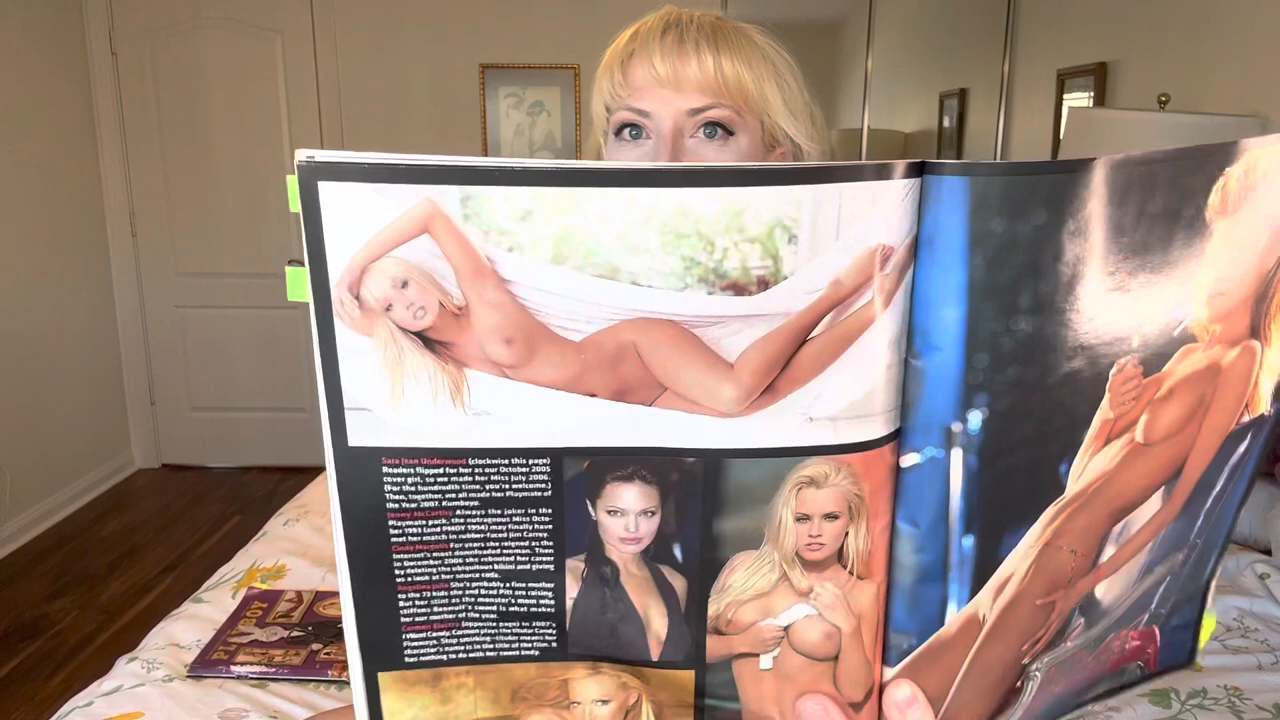 Sara Jean Underwood (clockwise this page)
Readers flipped for her as our October 2005
cover girl, so we made her Miss July 2006.
(For the hundredth time, you're welcome.)
Then, together, we all made her Playmate of
the Year 2007. Kumbaya.
Jenny McCarthy Always the joker in the
Playmate pack, the outrageous Miss Octo-
ber 1993 (and PMOY 1994) may finally have
met her match in rubber-faced Jim Carrey.
Cindy Margolis For years she reigned as the
Internet's most downloaded woman. Then
in December 2006 she rebooted her career
by deleting the ubiquitous bikini and giving
us a look at her source code.
Angelina Jolie She's probably a fine mother
to the 73 kids she and Brad Pitt are raising.
But her stint as the monster's mom who
stiffens Beowulf's sword is what makes
her our mother of the year.
Carmen Electra (opposite page) In 2007's
I Want Candy, Carmen plays the titular Candy
Fiveways. Stop smirking—titular means her
character's name is in the title of the film. It
has nothing to do with her sweet body.
PLAYBOY